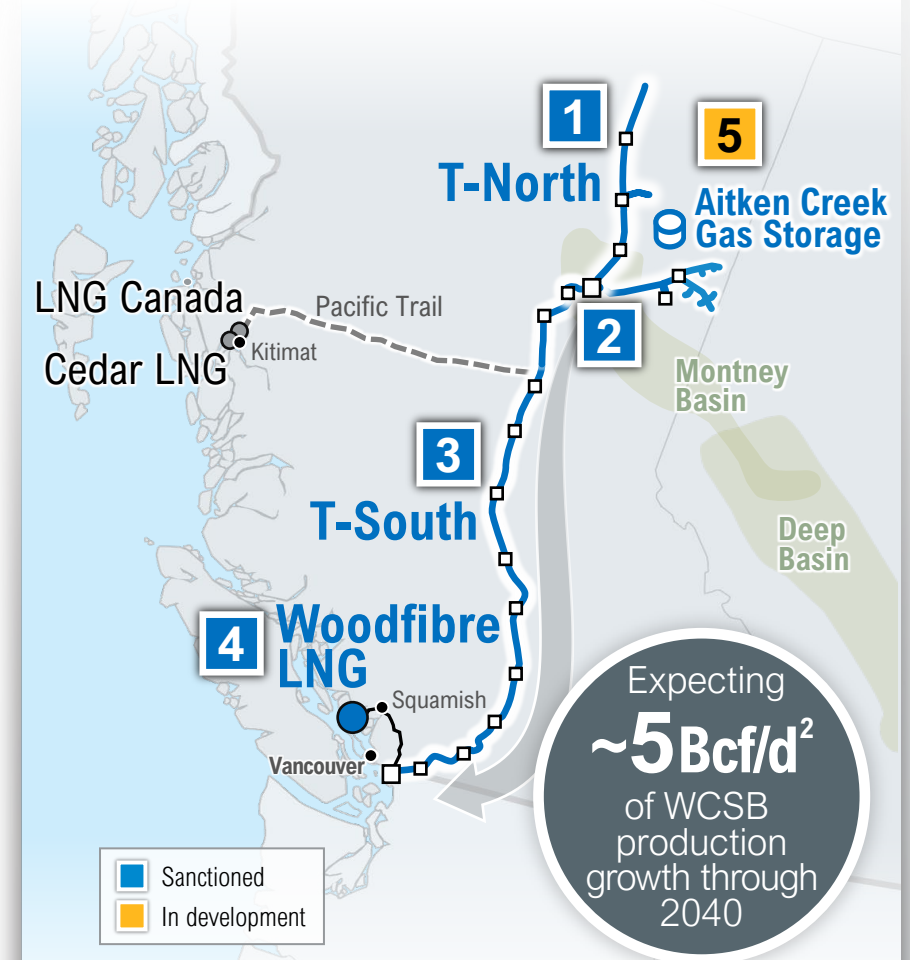 1
5
T-North
Aitken Creek
Gas Storage
LNG Canada
Pacific Trail
Cedar LNG
Kitimat
2
Montney
Basin
3
T-South
Deep
Basin
4
Woodfibre
LNG
Squamish
Vancouver
Expecting
~5 Bcf/d²
of WCSB
production
growth through
2040
Sanctioned
In development